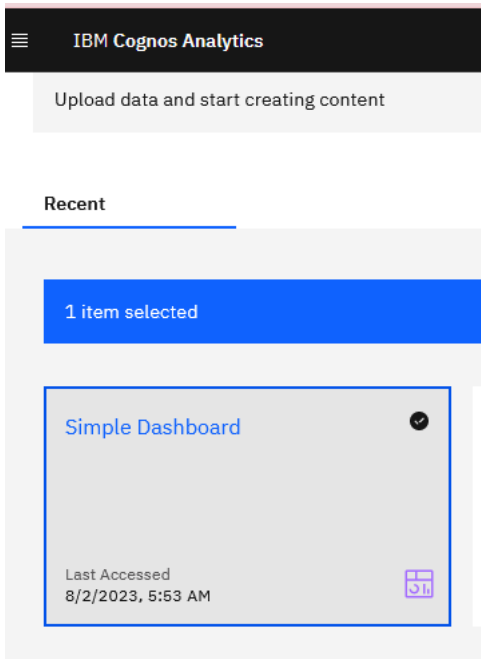 IBM Cognos Analytics
Upload data and start creating content
Recent
1 item selected
Simple Dashboard
Last Accessed
8/2/2023, 5:53 AM